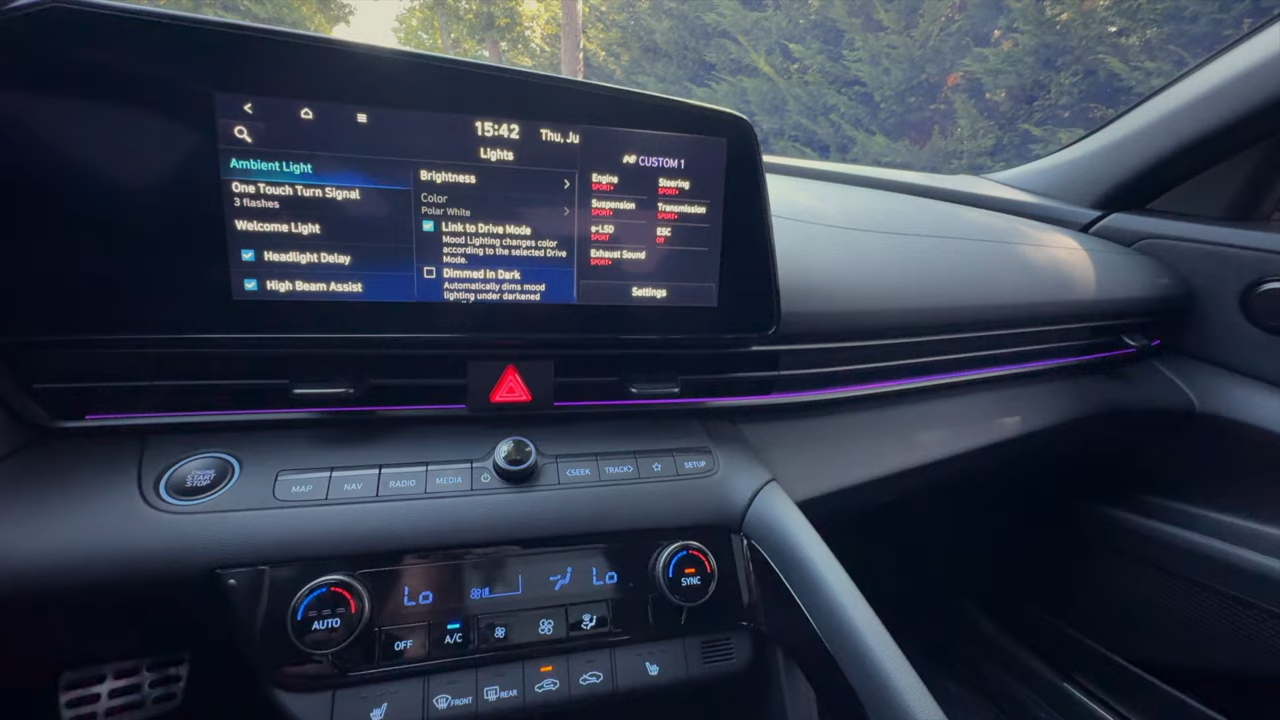 15:42
Thu, Ju
Lights
Ambient Light
One Touch Turn Signal
3 flashes
Welcome Light
Headlight Delay
High Beam Assist
Brightness
Color
Polar White
Link to Drive Mode
Mood Lighting changes color
according to the selected Drive
Mode.
Dimmed in Dark
Automatically dims mood
lighting under darkened
N CUSTOM 1
Engine
SPORT+
Steering
SPORT+
Suspension
SPORT+
Transmission
SPORT+
e-LSD
SPORT
ESC
Off
Exhaust Sound
SPORT+
Settings
ENGINE
START
STOP
MAP
NAV
RADIO
MEDIA
<SEEK
TRACK>
SETUP
Lo
Lo
AUTO
SYNC
OFF
A/C
FRONT
REAR